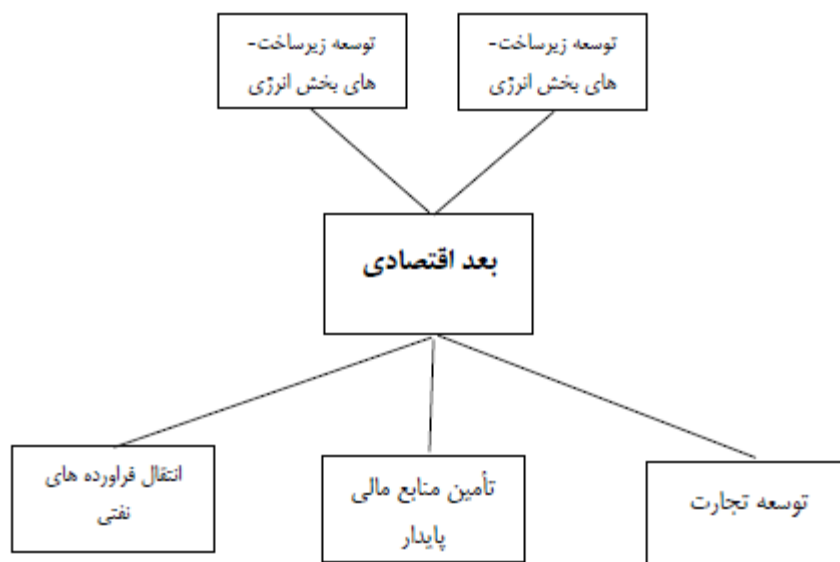 توسعه زیرساخت-
های بخش انرژی
توسعه زیرساخت-
های بخش انرژی
بعد اقتصادی
توسعه تجارت
تأمین منابع مالی
پایدار
انتقال فراورده های
نفتی